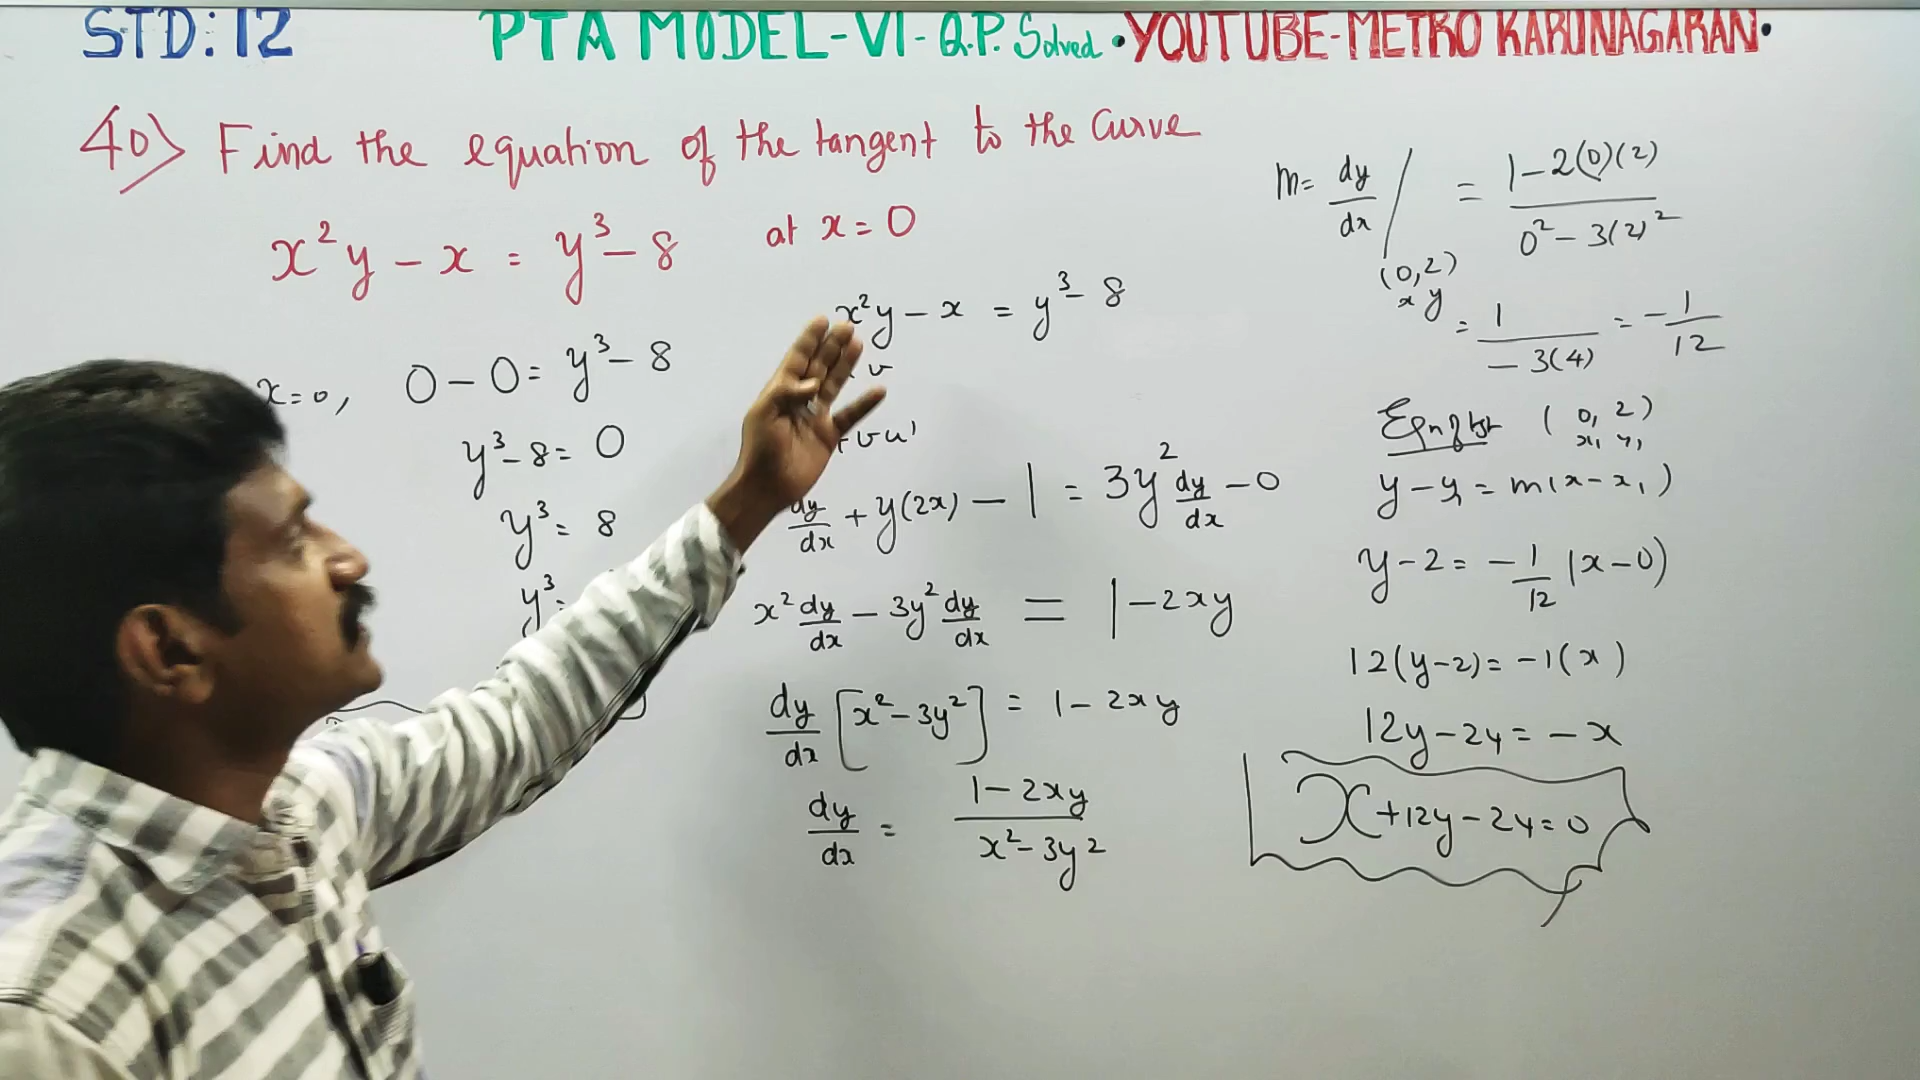 STD: 12 PTA MODEL-VI-Q.P. Solved •YOUTUBE-METRO KARUNAGARAN•
40) Find the equation of the tangent to the Curve
x²y - x = y³ - 8 at x = 0
x=0, 0 - 0 = y³ - 8
y³ - 8 = 0
y³ = 8
y³ =
x²y - x = y³ - 8
v
+ vu'
dy/dx + y(2x) - 1 = 3y² dy/dx - 0
x² dy/dx - 3y² dy/dx = 1 - 2xy
dy/dx [x² - 3y²] = 1 - 2xy
dy/dx = (1 - 2xy)/(x² - 3y²)
m = dy/dx / (0,2) = (1 - 2(0)(2))/(0² - 3(2)²)
x y
= 1/(-3(4)) = -1/12
(0, 2)
x₁ y₁
y - y₁ = m(x - x₁)
y - 2 = -1/12 (x - 0)
12(y - 2) = -1(x)
12y - 24 = -x
x + 12y - 24 = 0